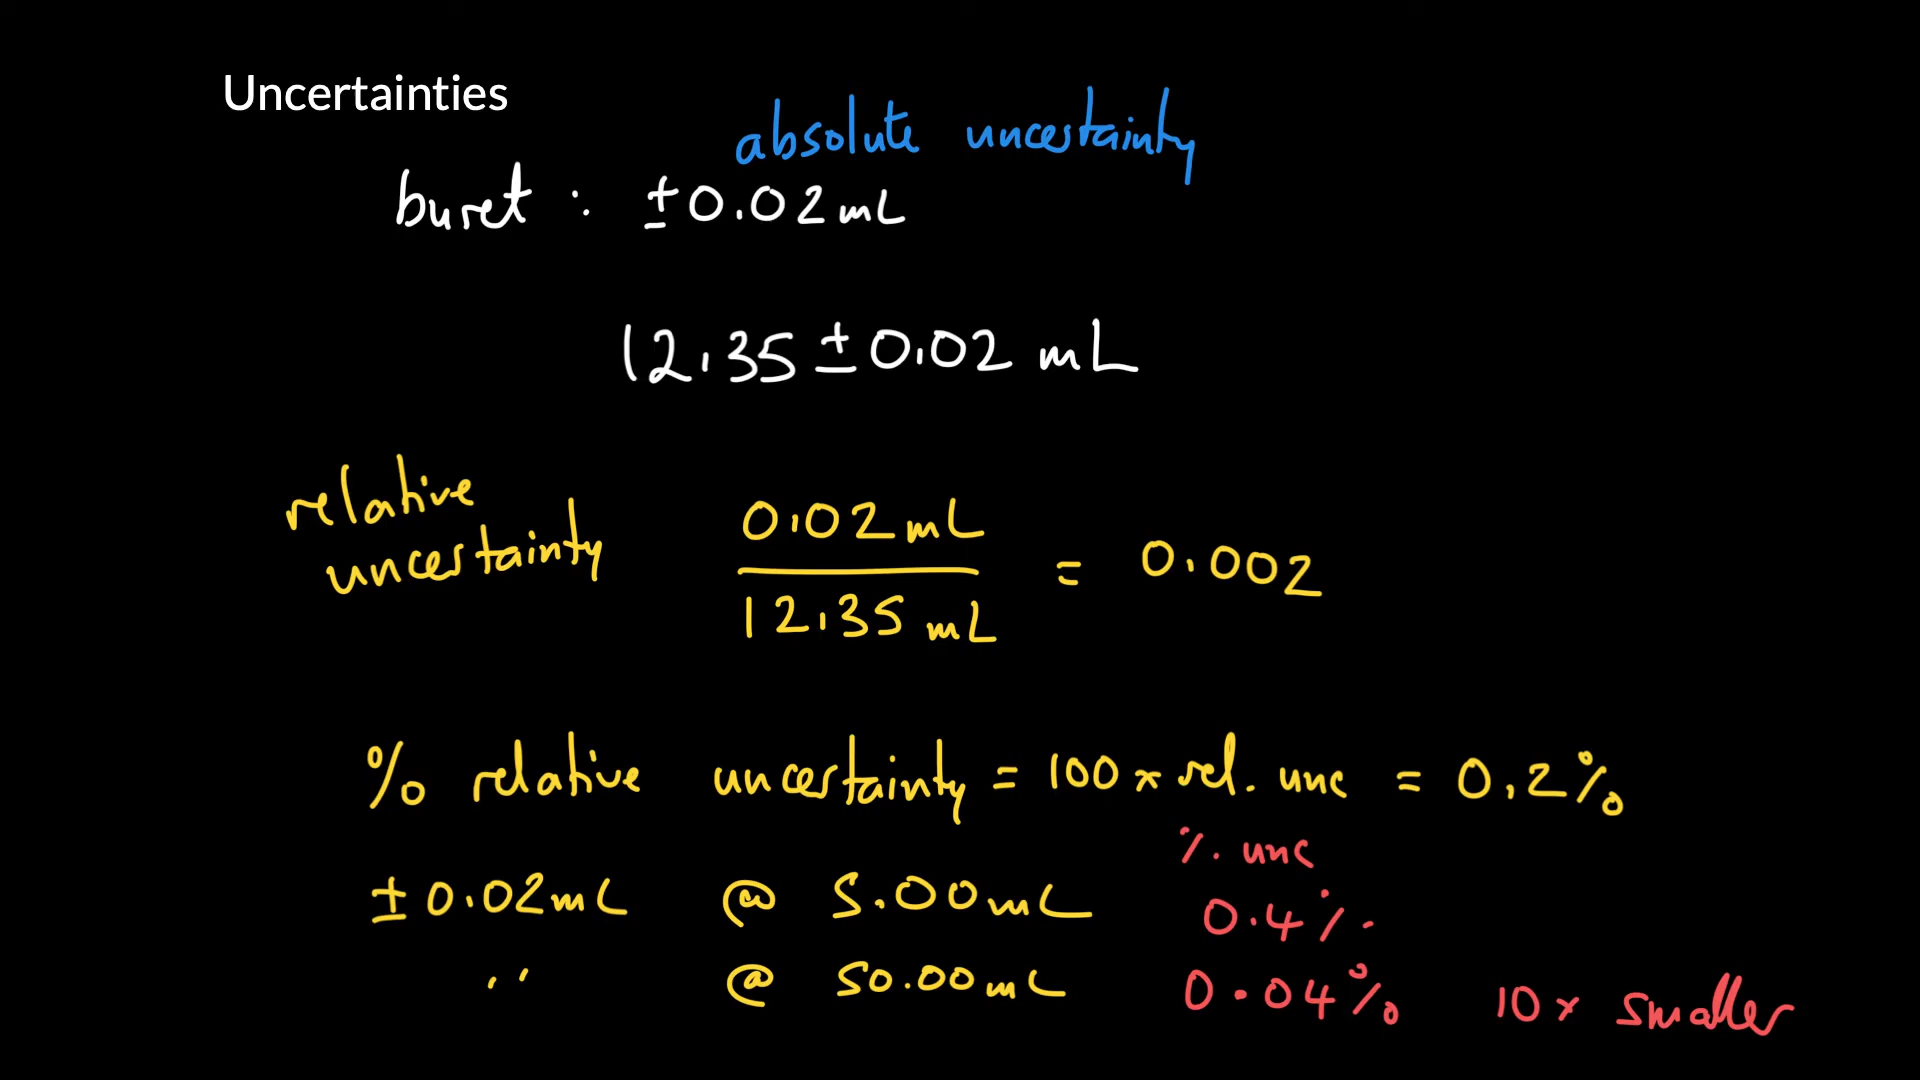 Uncertainties
absolute uncertainty
buret : ±0.02 mL
12.35 ± 0.02 mL
relative
uncertainty
0.02 mL
12.35 mL
= 0.002
% relative uncertainty = 100 x rel. unc = 0.2%
% unc
±0.02 mL @ 5.00 mL 0.4%
" @ 50.00 mL 0.04% 10x smaller